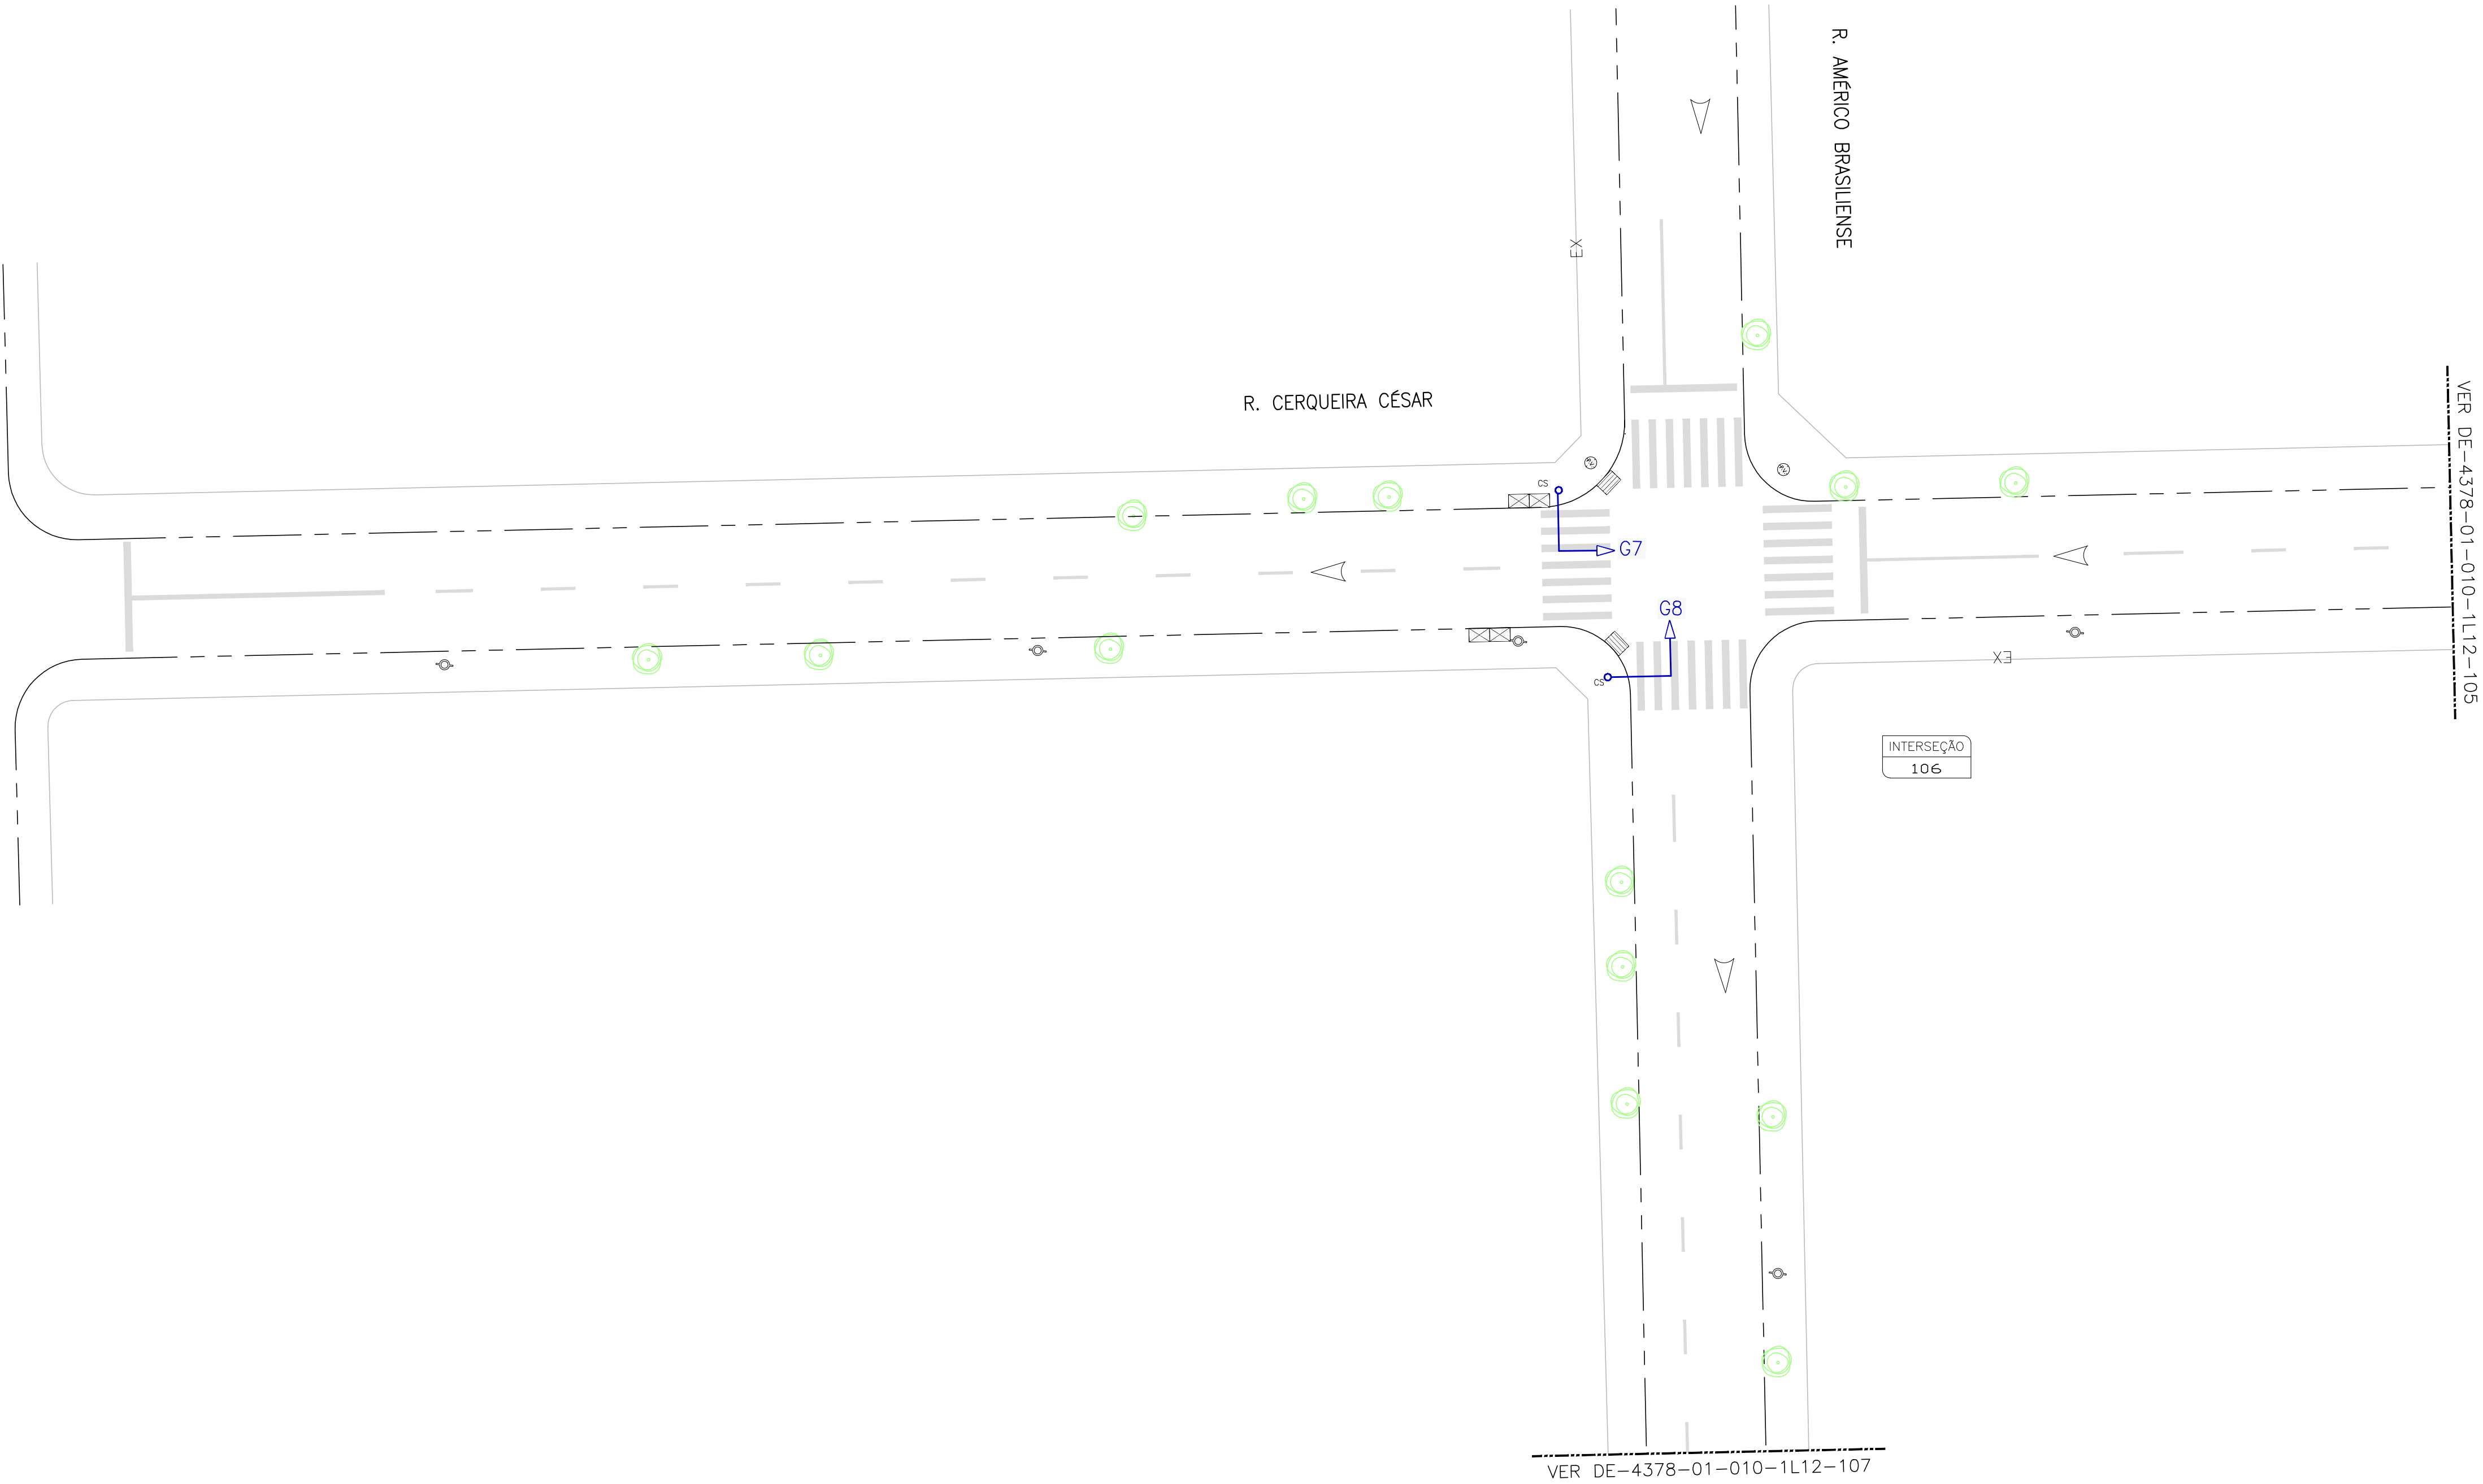 R. AMÉRICO BRASILIENSE
EX
R. CERQUEIRA CÉSAR
VER DE-4378-01-010-1L12-105
CS
G7
G8
CS
EX
INTERSEÇÃO
106
VER DE-4378-01-010-1L12-107